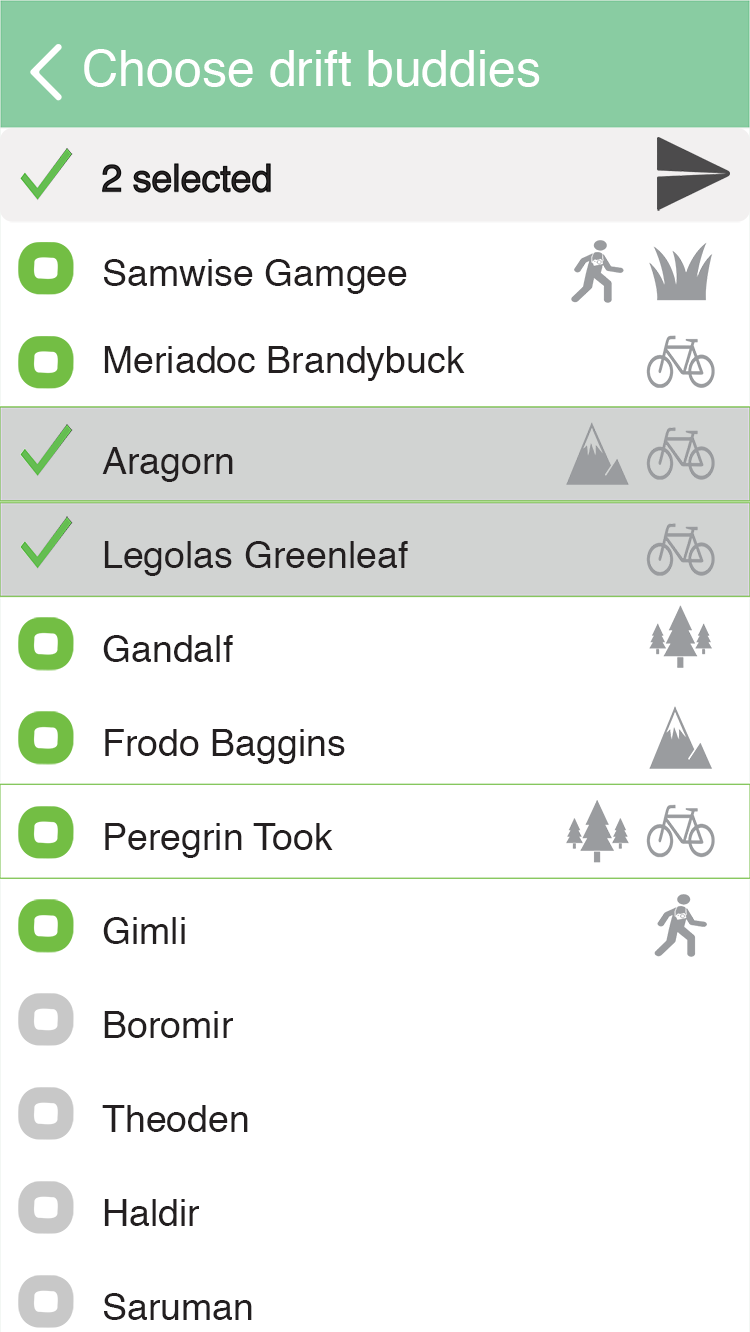 Choose drift buddies
2 selected
Samwise Gamgee
Meriadoc Brandybuck
Aragorn
Legolas Greenleaf
Gandalf
Frodo Baggins
Peregrin Took
Gimli
Boromir
Theoden
Haldir
Saruman